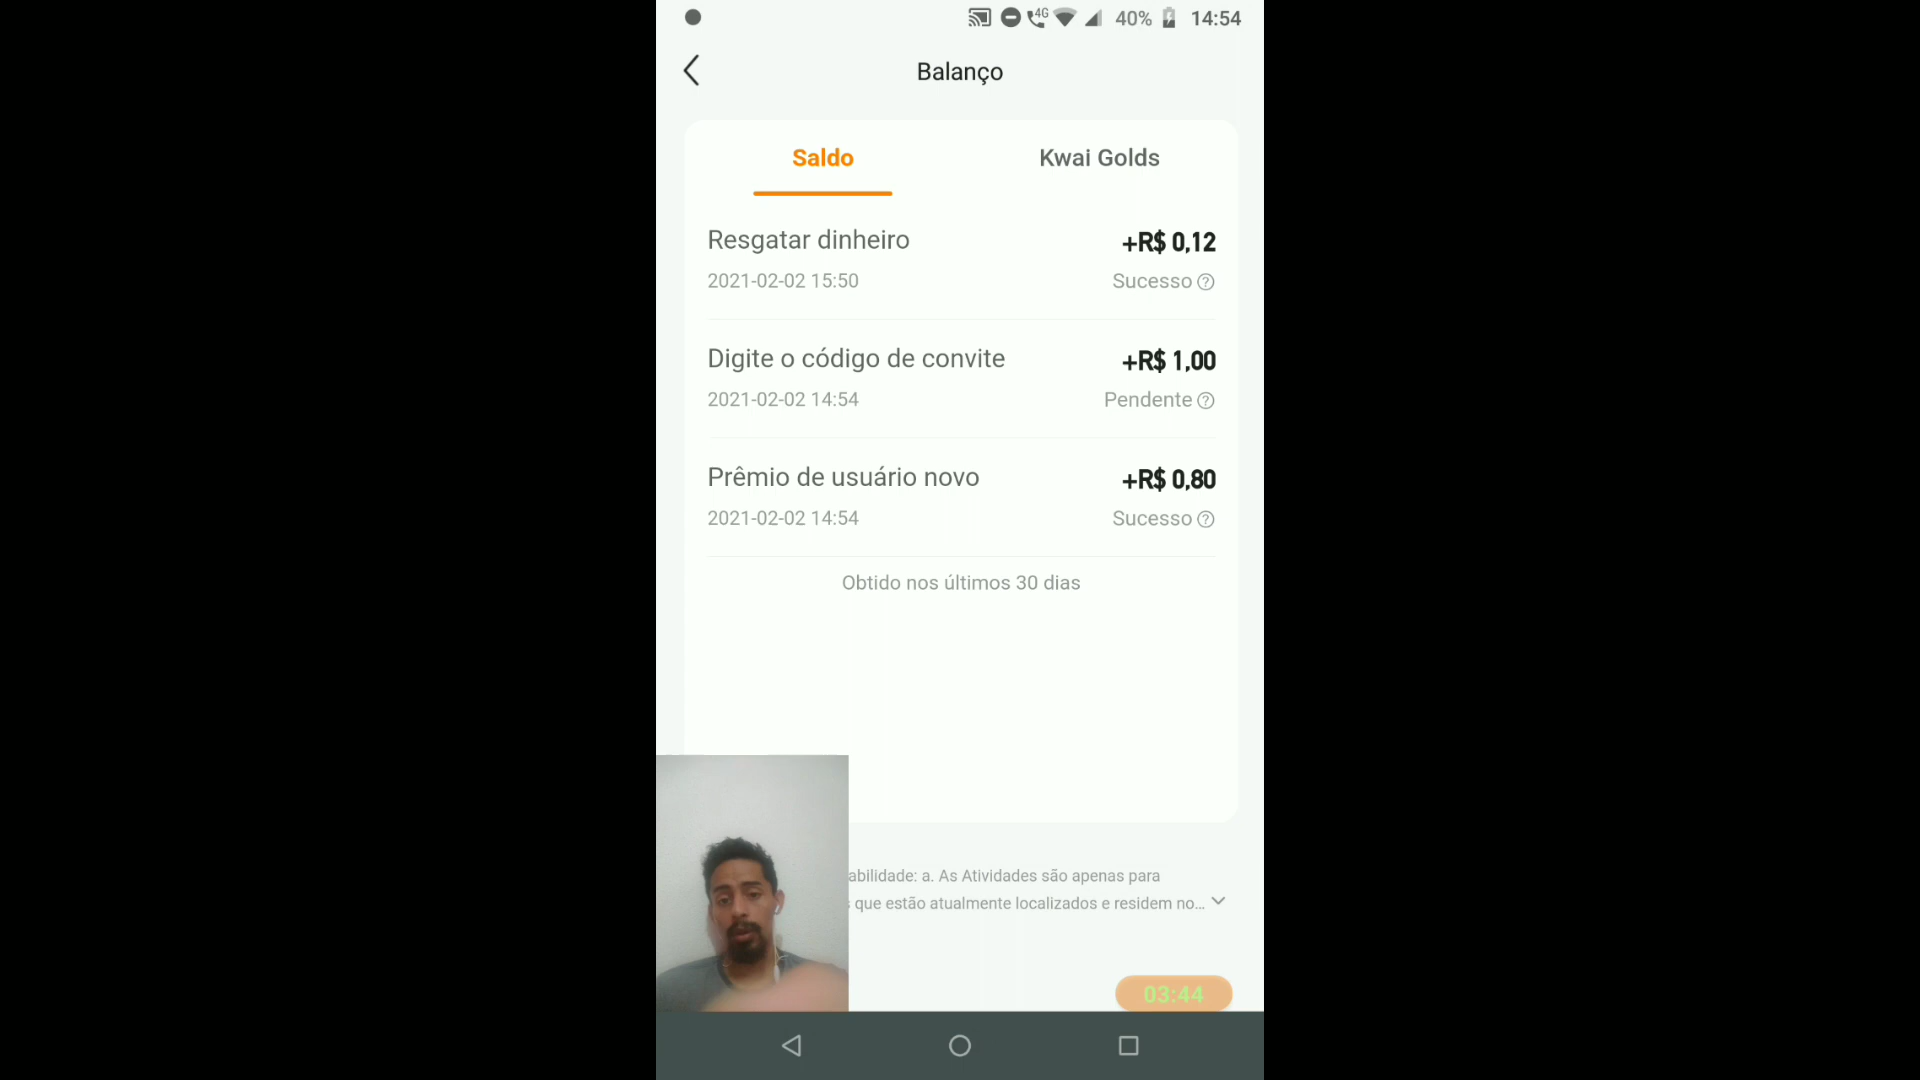 4G 40% 14:54
Balanço
Saldo Kwai Golds
Resgatar dinheiro +R$ 0,12
2021-02-02 15:50 Sucesso ?
Digite o código de convite +R$ 1,00
2021-02-02 14:54 Pendente ?
Prêmio de usuário novo +R$ 0,80
2021-02-02 14:54 Sucesso ?
Obtido nos últimos 30 dias
abilidade: a. As Atividades são apenas para
que estão atualmente localizados e residem no...
03:44